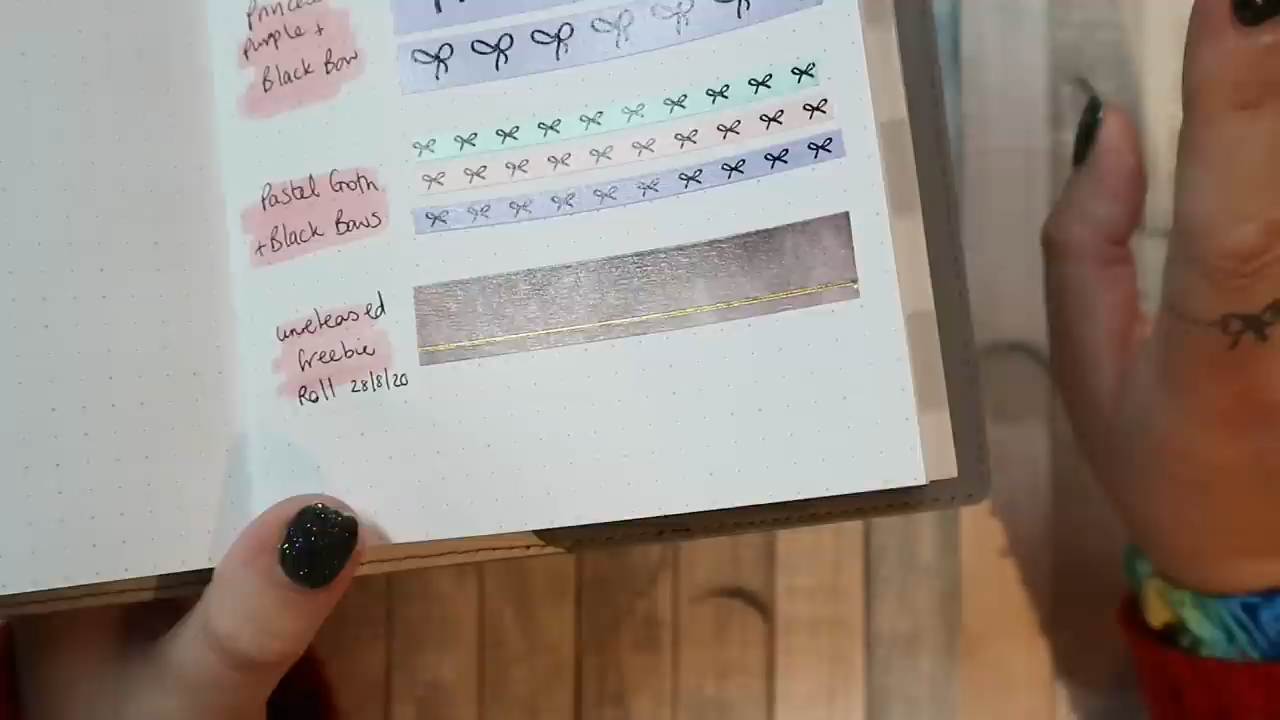 purple +
Black Bow
Pastel Goth
+ Black Bows
unreleased
freebie
Roll 28/8/20